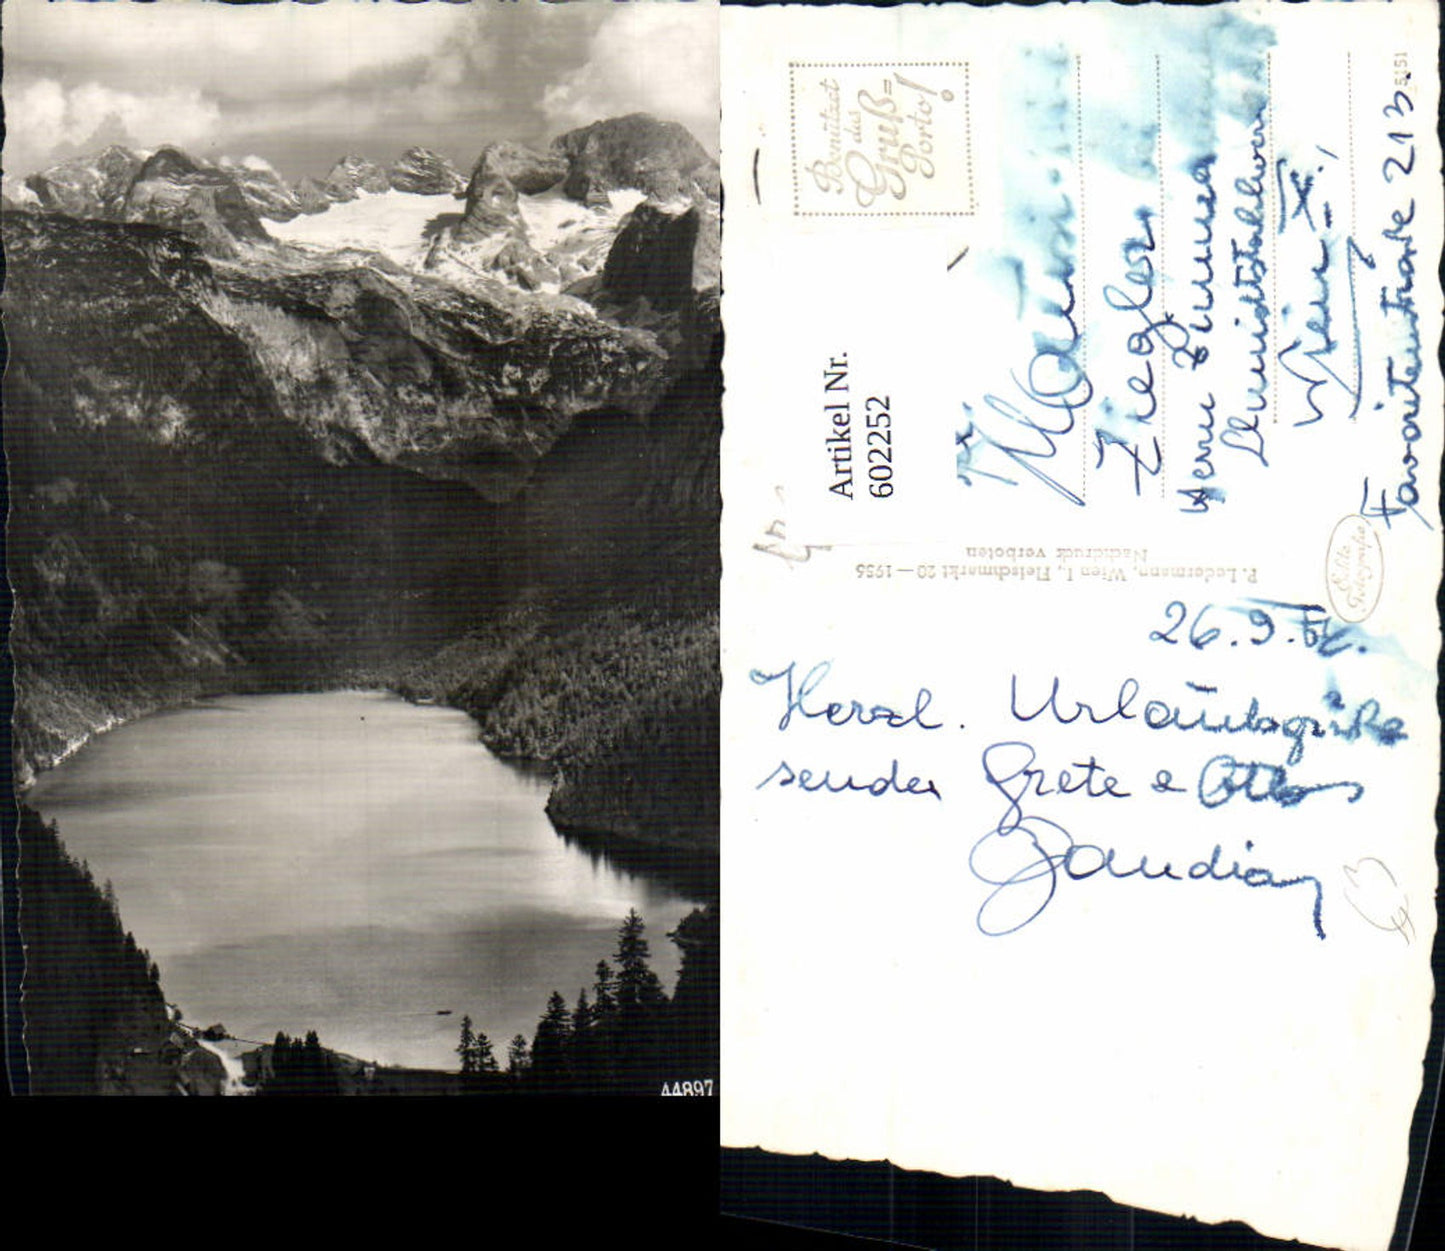 44897
Benützet
das
Gruß=
Porto!
Artikel Nr.
602252
Ziegler
Wien X.,
Favoritenstraße 213.
5151
P. Ledermann, Wien I., Fleischmarkt 20 — 1956
Nachdruck verboten
Echte
Fotografie
26.9.
Herzl. Urlaubsgrüße
senden Grete e